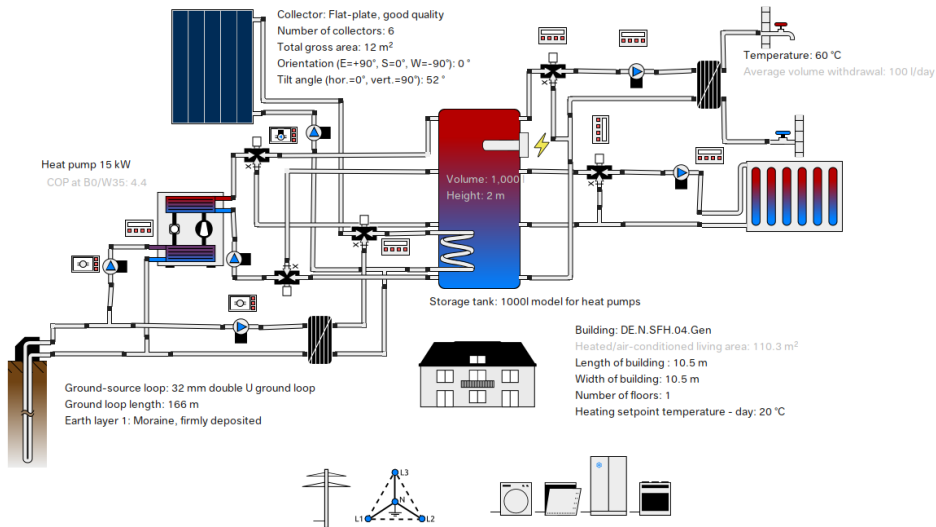 Collector: Flat-plate, good quality
Number of collectors: 6
Total gross area: 12 m²
Orientation (E=+90°, S=0°, W=-90°): 0 °
Tilt angle (hor.=0°, vert.=90°): 52 °
Temperature: 60 °C
Average volume withdrawal: 100 l/day
Heat pump 15 kW
COP at B0/W35: 4.4
Volume: 1,000 l
Height: 2 m
Storage tank: 1000l model for heat pumps
Building: DE.N.SFH.04.Gen
Heated/air-conditioned living area: 110.3 m²
Length of building : 10.5 m
Width of building: 10.5 m
Number of floors: 1
Heating setpoint temperature - day: 20 °C
Ground-source loop: 32 mm double U ground loop
Ground loop length: 166 m
Earth layer 1: Moraine, firmly deposited
L3
N
L1
L2